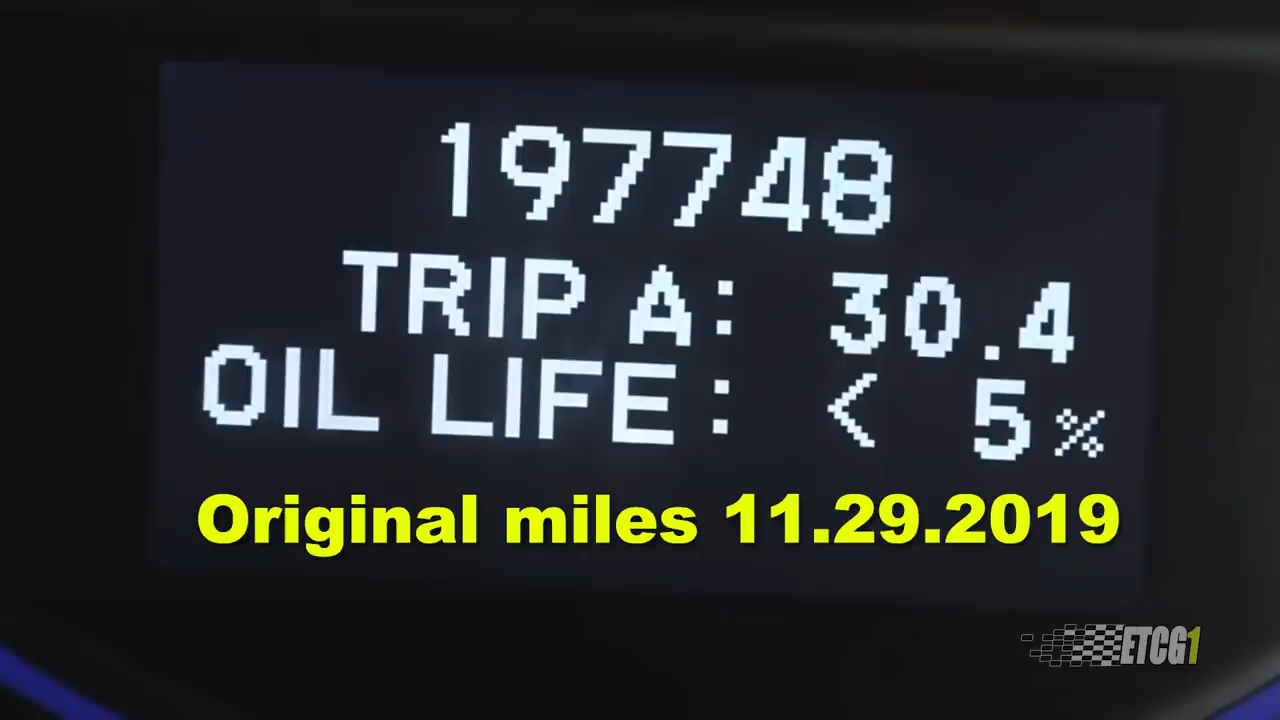 197748
TRIP A: 30.4
OIL LIFE: < 5%
Original miles 11.29.2019
ETCG1